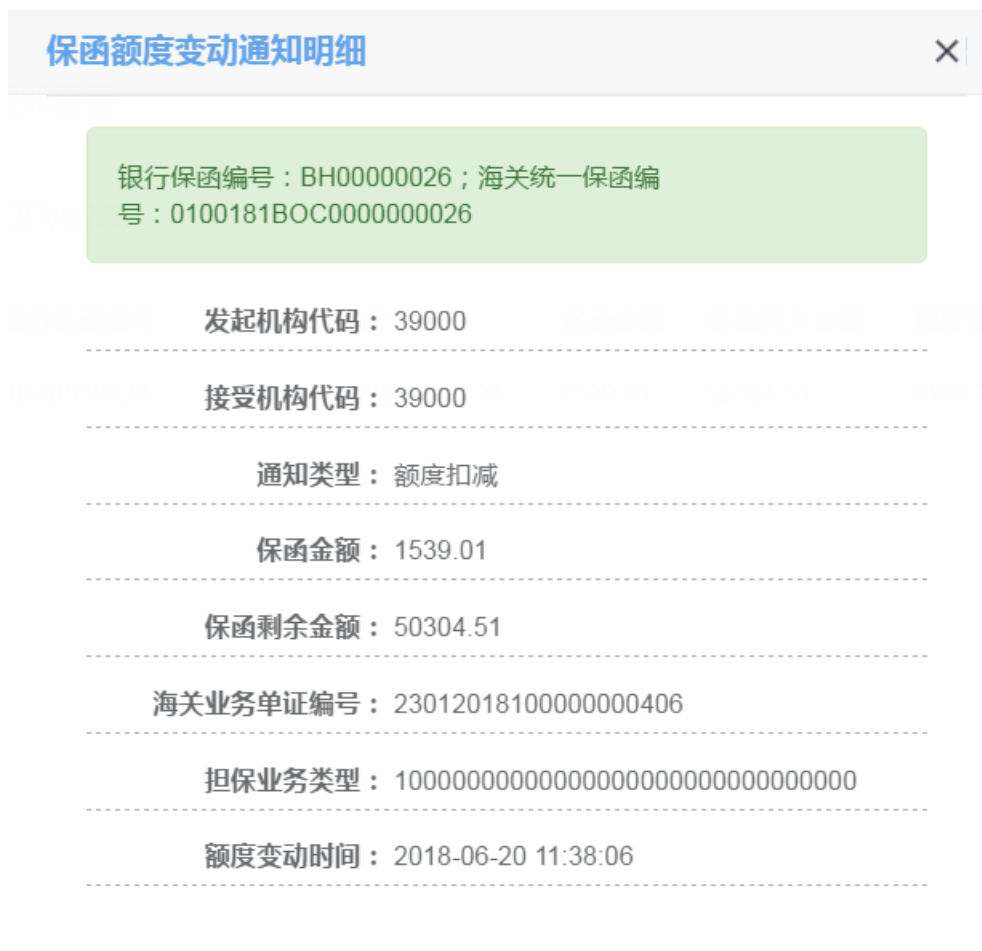 保函额度变动通知明细
银行保函编号：BH00000026；海关统一保函编
号：0100181BOC0000000026
发起机构代码： 39000
接受机构代码： 39000
通知类型： 额度扣减
保函金额： 1539.01
保函剩余金额： 50304.51
海关业务单证编号： 23012018100000000406
担保业务类型： 10000000000000000000000000000000
额度变动时间： 2018-06-20 11:38:06